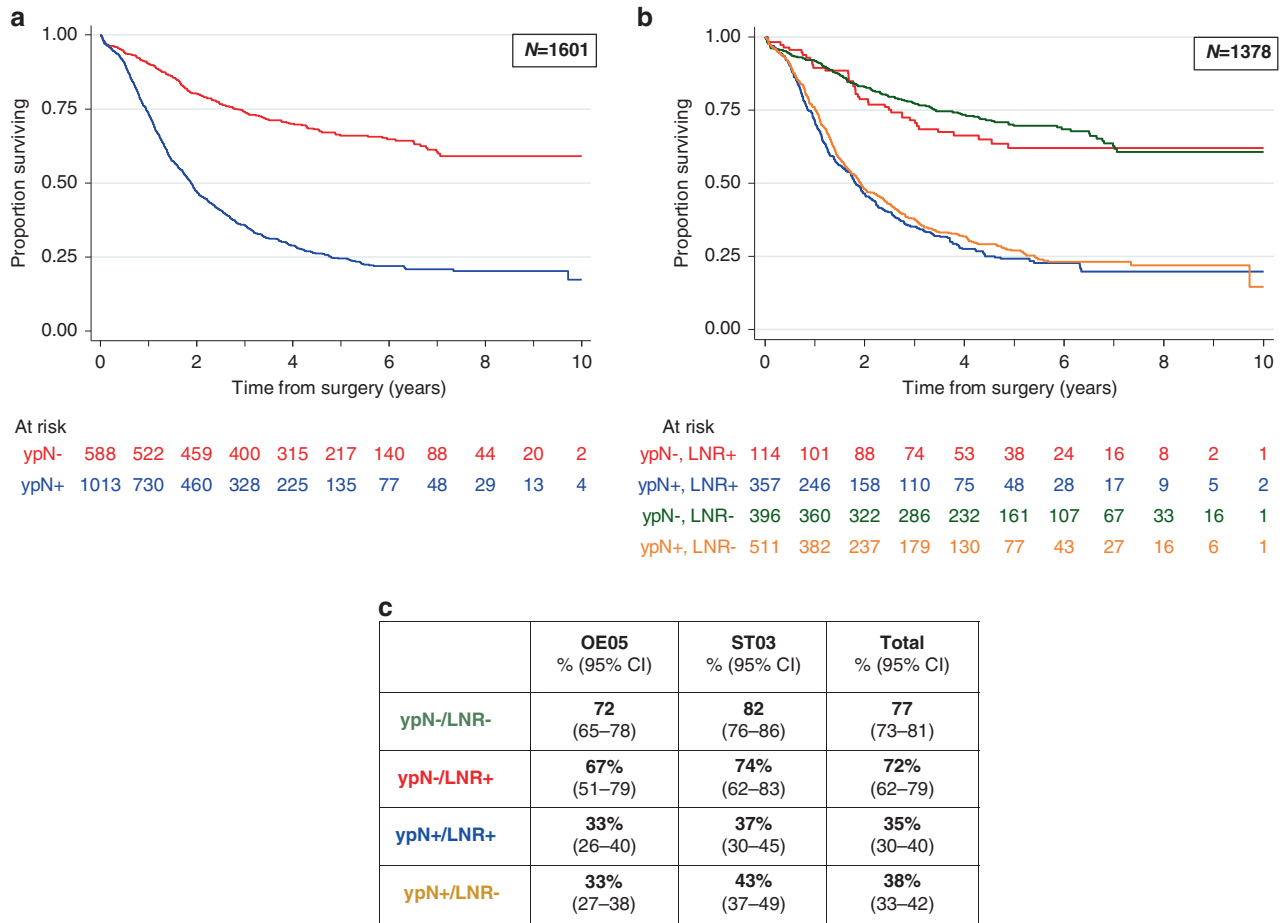 a
1.00
0.75
0.50
0.25
0.00
Proportion surviving
N=1601
0 2 4 6 8 10
Time from surgery (years)
At risk
ypN- 588 522 459 400 315 217 140 88 44 20 2
ypN+ 1013 730 460 328 225 135 77 48 29 13 4
b
1.00
0.75
0.50
0.25
0.00
Proportion surviving
N=1378
0 2 4 6 8 10
Time from surgery (years)
At risk
ypN-, LNR+ 114 101 88 74 53 38 24 16 8 2 1
ypN+, LNR+ 357 246 158 110 75 48 28 17 9 5 2
ypN-, LNR- 396 360 322 286 232 161 107 67 33 16 1
ypN+, LNR- 511 382 237 179 130 77 43 27 16 6 1
c
OE05 ST03 Total
% (95% CI) % (95% CI) % (95% CI)
ypN-/LNR- 72 82 77
(65–78) (76–86) (73–81)
ypN-/LNR+ 67% 74% 72%
(51–79) (62–83) (62–79)
ypN+/LNR+ 33% 37% 35%
(26–40) (30–45) (30–40)
ypN+/LNR- 33% 43% 38%
(27–38) (37–49) (33–42)